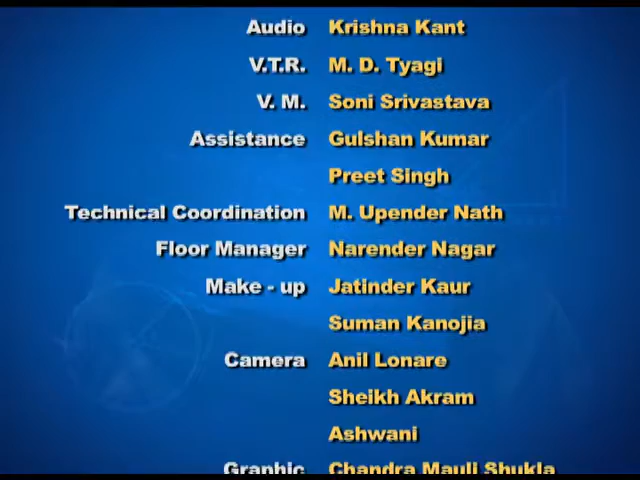 Audio Krishna Kant
V.T.R. M. D. Tyagi
V. M. Soni Srivastava
Assistance Gulshan Kumar
Preet Singh
Technical Coordination M. Upender Nath
Floor Manager Narender Nagar
Make - up Jatinder Kaur
Suman Kanojia
Camera Anil Lonare
Sheikh Akram
Ashwani
Graphic Chandra Mauli Shukla